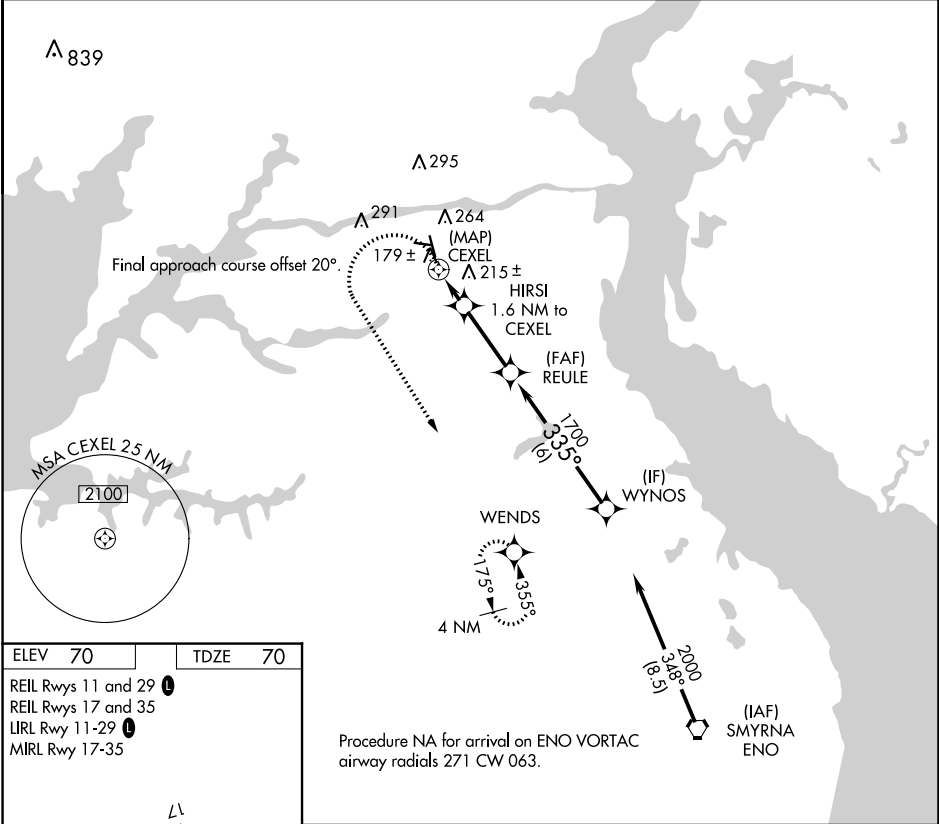 839
295
291
264
(MAP)
CEXEL
179 ±
215 ±
Final approach course offset 20°.
HIRSI
1.6 NM to
CEXEL
(FAF)
REULE
1700
335°
(6)
(IF)
WYNOS
MSA CEXEL 25 NM
2100
WENDS
175°
355°
4 NM
2000
348°
(8.5)
(IAF)
SMYRNA
ENO
Procedure NA for arrival on ENO VORTAC
airway radials 271 CW 063.
ELEV 70
TDZE 70
REIL Rwys 11 and 29 L
REIL Rwys 17 and 35
LIRL Rwy 11-29 L
MIRL Rwy 17-35
17